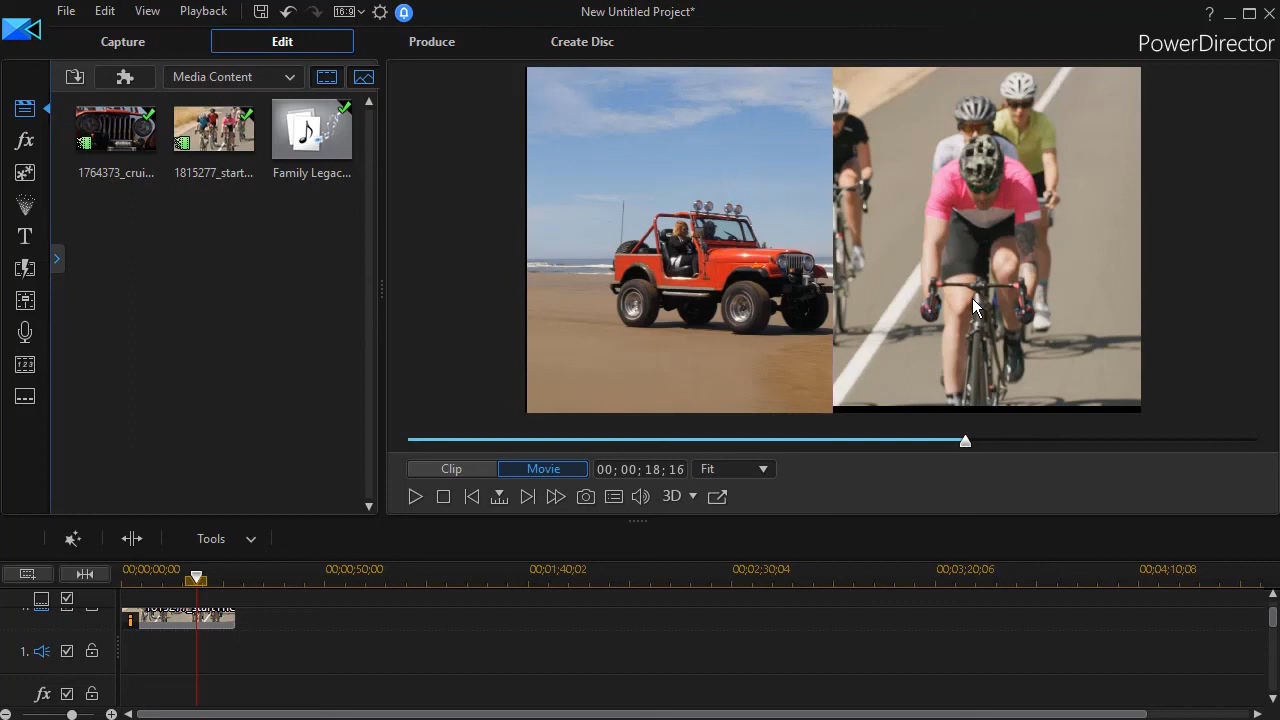 File Edit View Playback 16:9 New Untitled Project* ?
Capture Edit Produce Create Disc PowerDirector
Media Content
fx
1764373_crui... 1815277_start... Family Legac...
T
Clip Movie 00; 00; 18; 16 Fit
3D
Tools
00;00;00;00 00;00;50;00 00;01;40;02 00;02;30;04 00;03;20;06 00;04;10;08
1.
fx